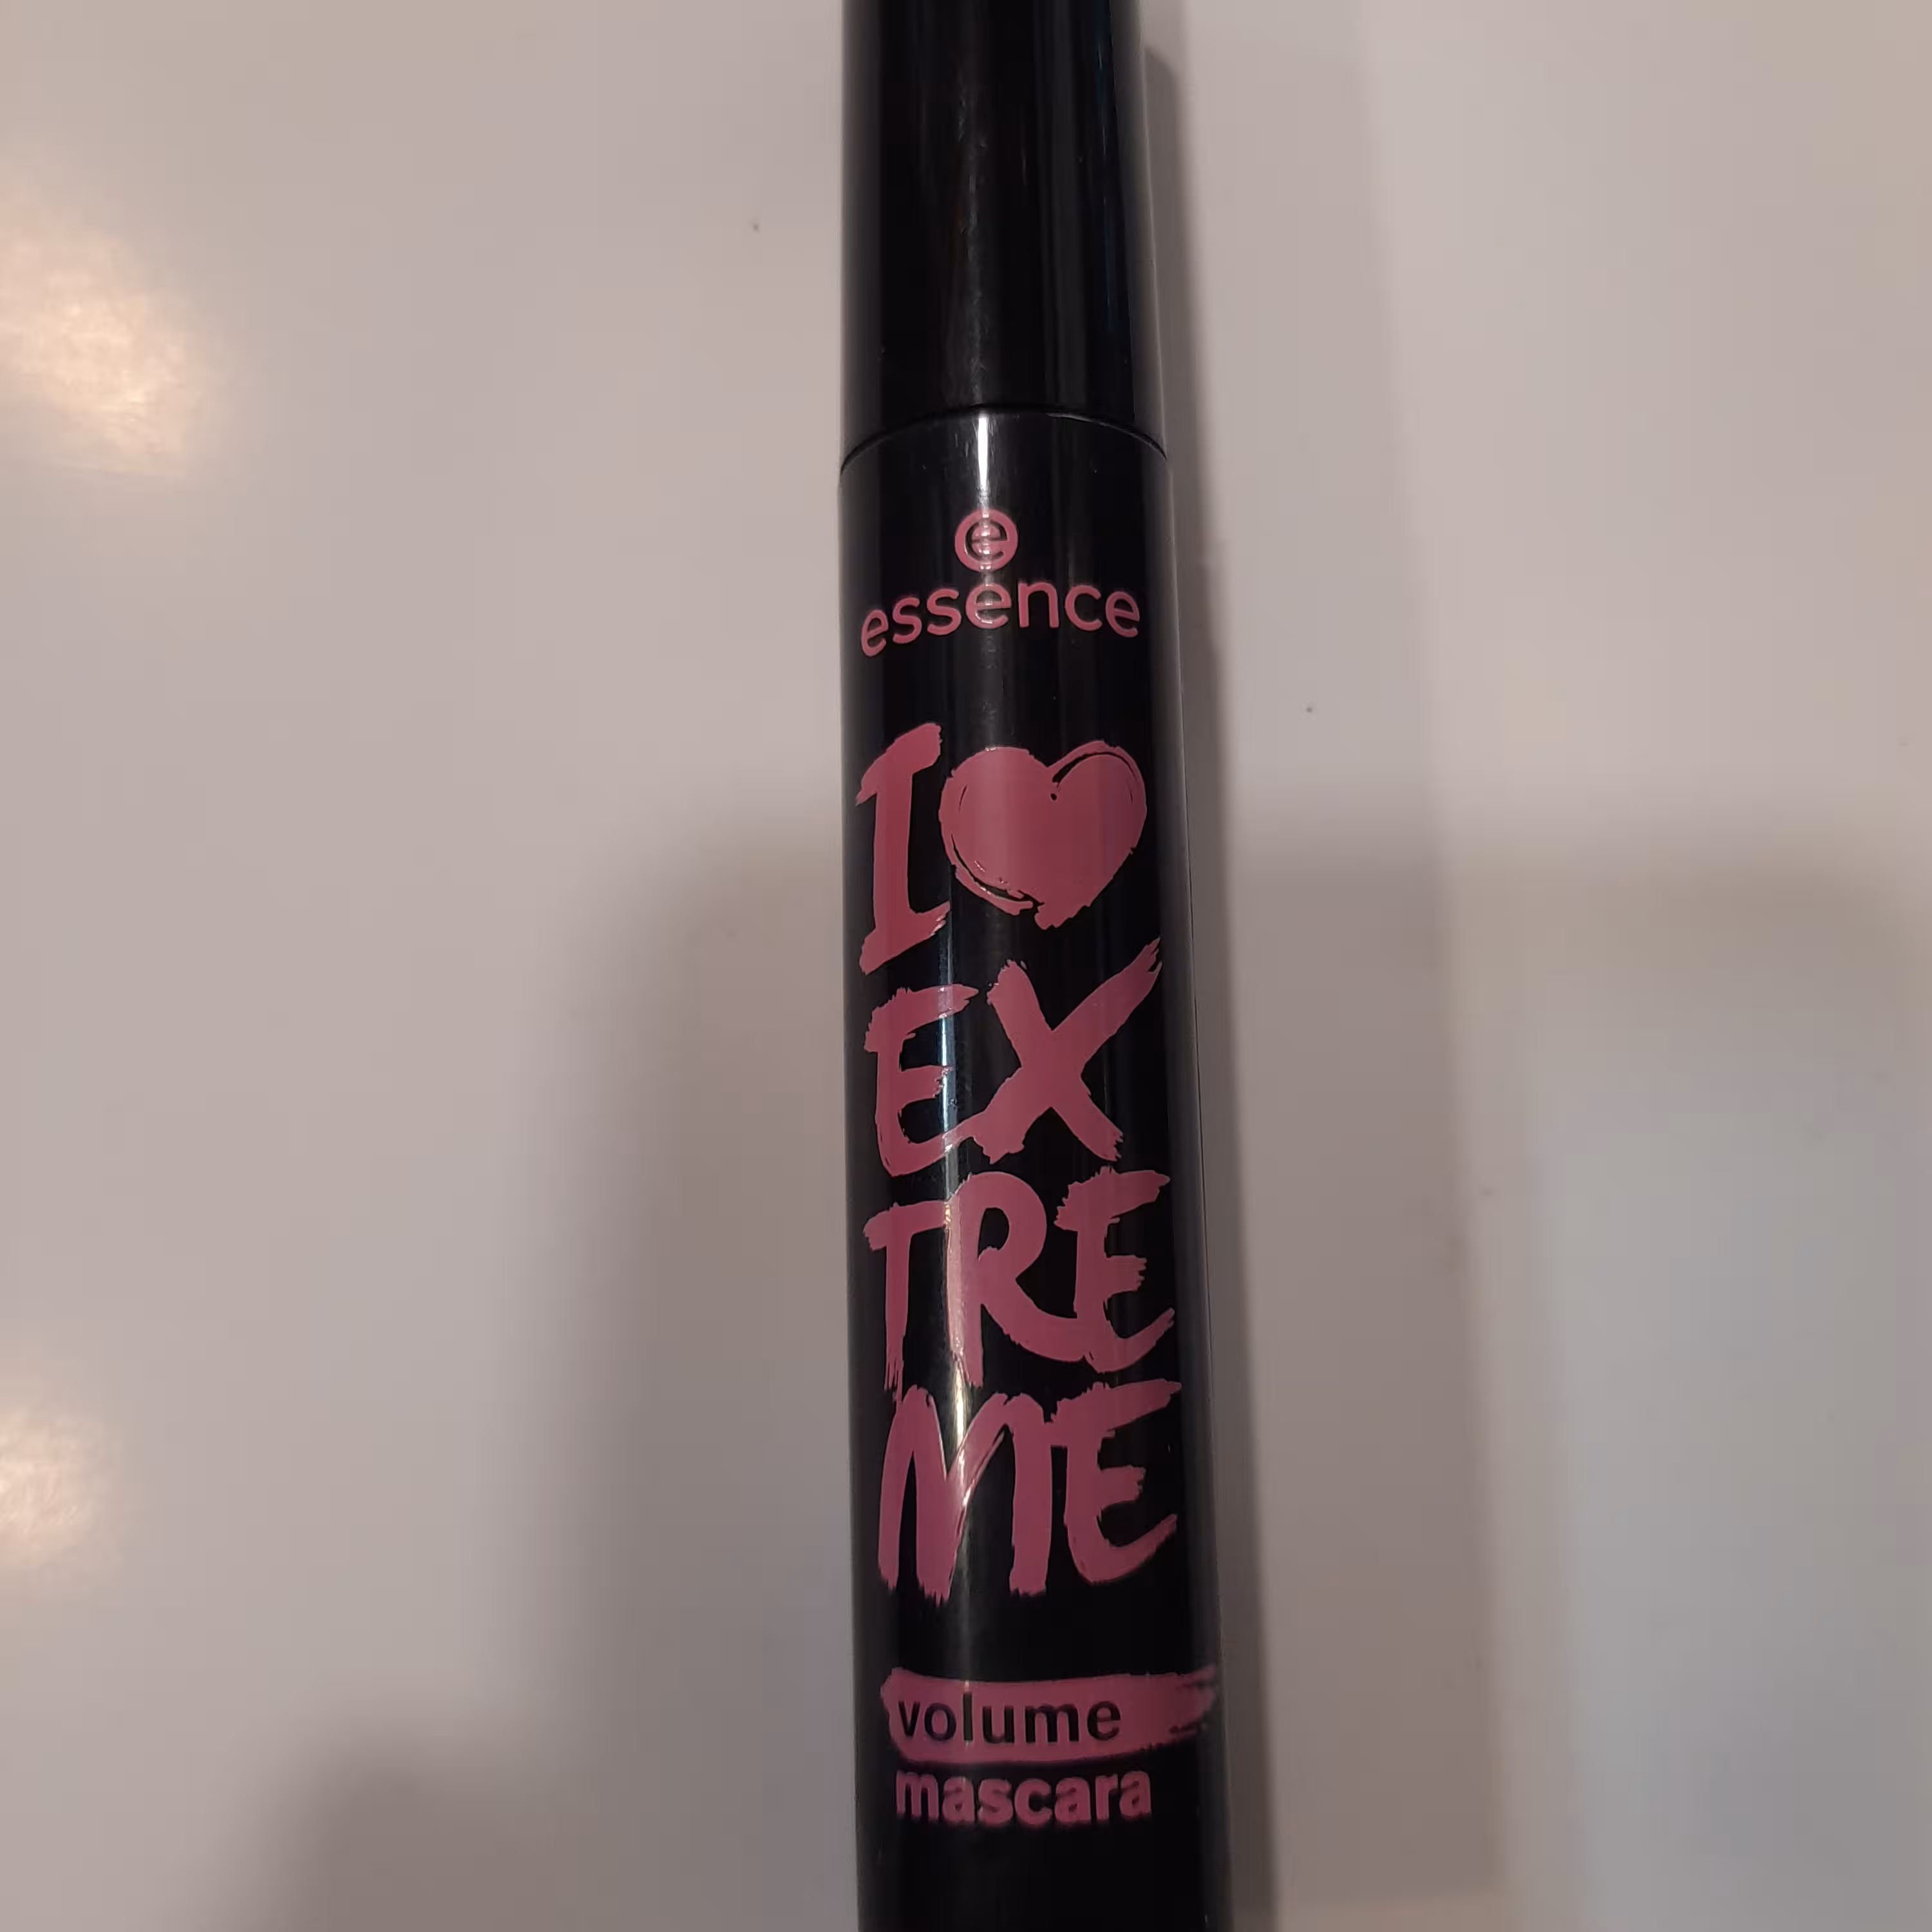 e
essence
I ♥
EX
TRE
ME
volume
mascara